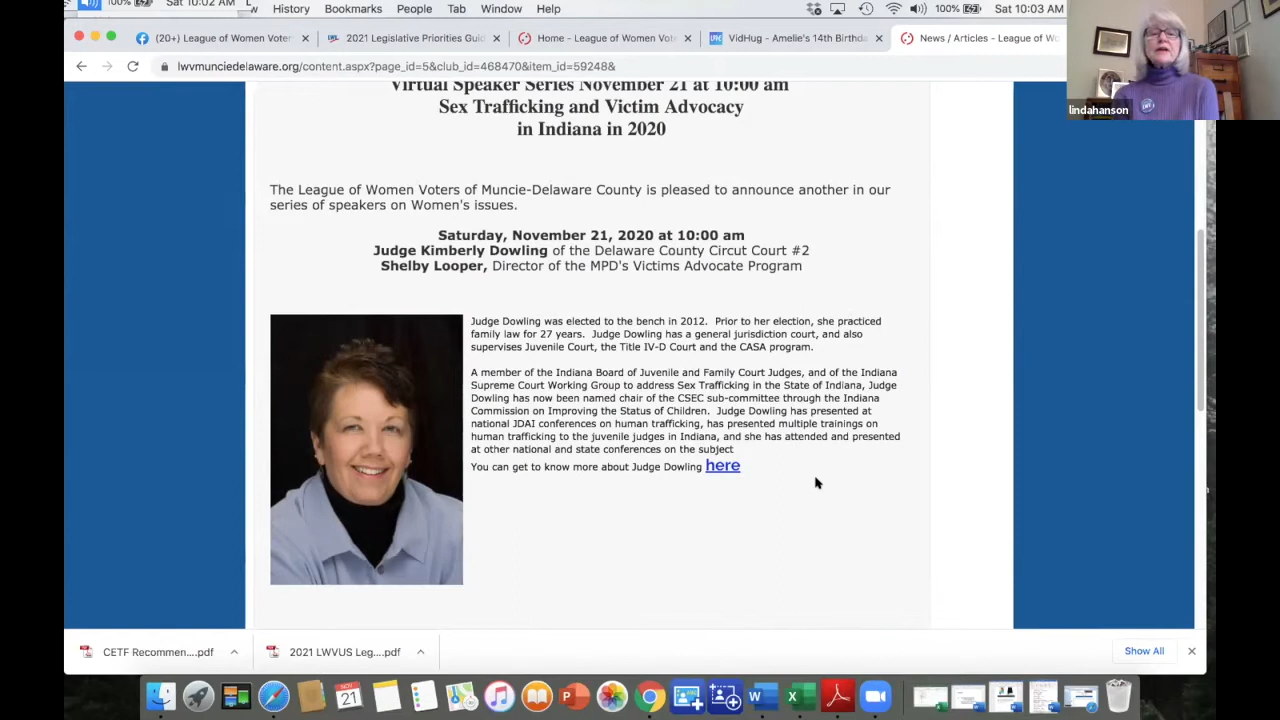 100%
Sat 10:02 AM
History Bookmarks People Tab Window Help
100%
Sat 10:03 AM
(20+) League of Women Voter
2021 Legislative Priorities Guid
Home - League of Women Vot
VidHug - Amelie's 14th Birthda
News / Articles - League of Wo
lwvmunciedelaware.org/content.aspx?page_id=5&club_id=468470&item_id=59248&
lindahanson
Virtual Speaker Series November 21 at 10:00 am
Sex Trafficking and Victim Advocacy
in Indiana in 2020
The League of Women Voters of Muncie-Delaware County is pleased to announce another in our
series of speakers on Women's issues.
Saturday, November 21, 2020 at 10:00 am
Judge Kimberly Dowling of the Delaware County Circut Court #2
Shelby Looper, Director of the MPD's Victims Advocate Program
Judge Dowling was elected to the bench in 2012. Prior to her election, she practiced
family law for 27 years. Judge Dowling has a general jurisdiction court, and also
supervises Juvenile Court, the Title IV-D Court and the CASA program.
A member of the Indiana Board of Juvenile and Family Court Judges, and of the Indiana
Supreme Court Working Group to address Sex Trafficking in the State of Indiana, Judge
Dowling has now been named chair of the CSEC sub-committee through the Indiana
Commission on Improving the Status of Children. Judge Dowling has presented at
national JDAI conferences on human trafficking, has presented multiple trainings on
human trafficking to the juvenile judges in Indiana, and she has attended and presented
at other national and state conferences on the subject
You can get to know more about Judge Dowling here
CETF Recommen....pdf
2021 LWVUS Leg....pdf
Show All
NOV
21